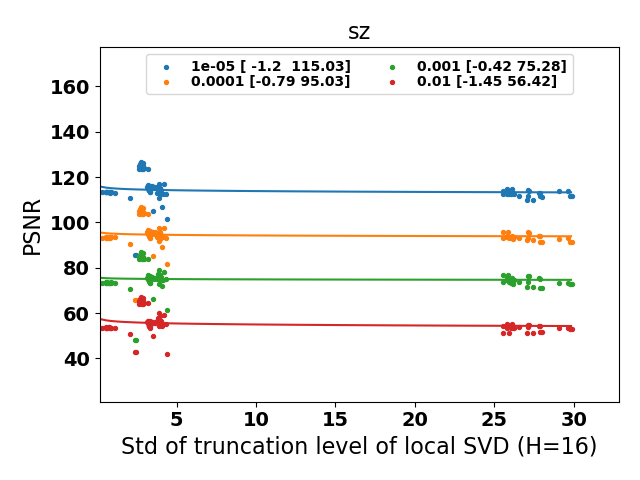 sz
1e-05 [ -1.2  115.03]
0.0001 [-0.79 95.03]
0.001 [-0.42 75.28]
0.01 [-1.45 56.42]
PSNR
160
140
120
100
80
60
40
5 10 15 20 25 30
Std of truncation level of local SVD (H=16)